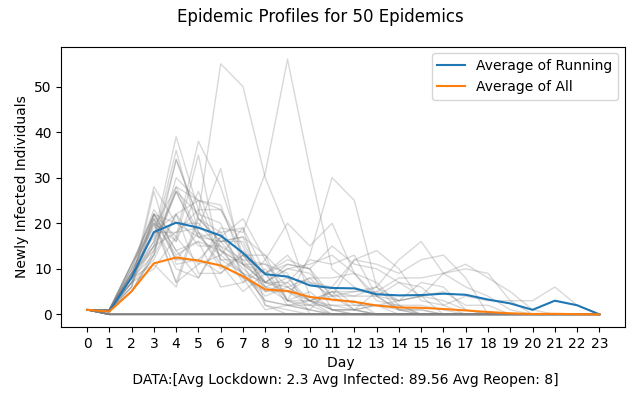 Epidemic Profiles for 50 Epidemics
Average of Running
Average of All
Newly Infected Individuals
50
40
30
20
10
0
0 1 2 3 4 5 6 7 8 9 10 11 12 13 14 15 16 17 18 19 20 21 22 23
Day
DATA:[Avg Lockdown: 2.3 Avg Infected: 89.56 Avg Reopen: 8]